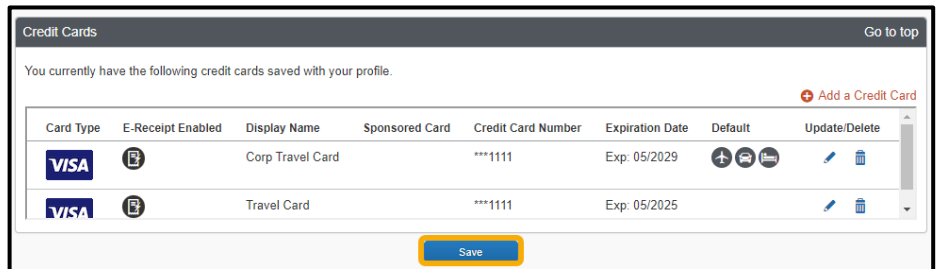 Credit Cards Go to top
You currently have the following credit cards saved with your profile.
Add a Credit Card
Card Type E-Receipt Enabled Display Name Sponsored Card Credit Card Number Expiration Date Default Update/Delete
VISA Corp Travel Card ***1111 Exp: 05/2029
VISA Travel Card ***1111 Exp: 05/2025
Save